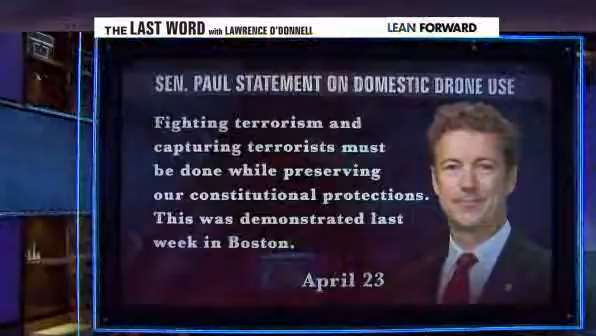 THE LAST WORD WITH LAWRENCE O'DONNELL
LEAN FORWARD
SEN. PAUL STATEMENT ON DOMESTIC DRONE USE
Fighting terrorism and
capturing terrorists must
be done while preserving
our constitutional protections.
This was demonstrated last
week in Boston.
April 23